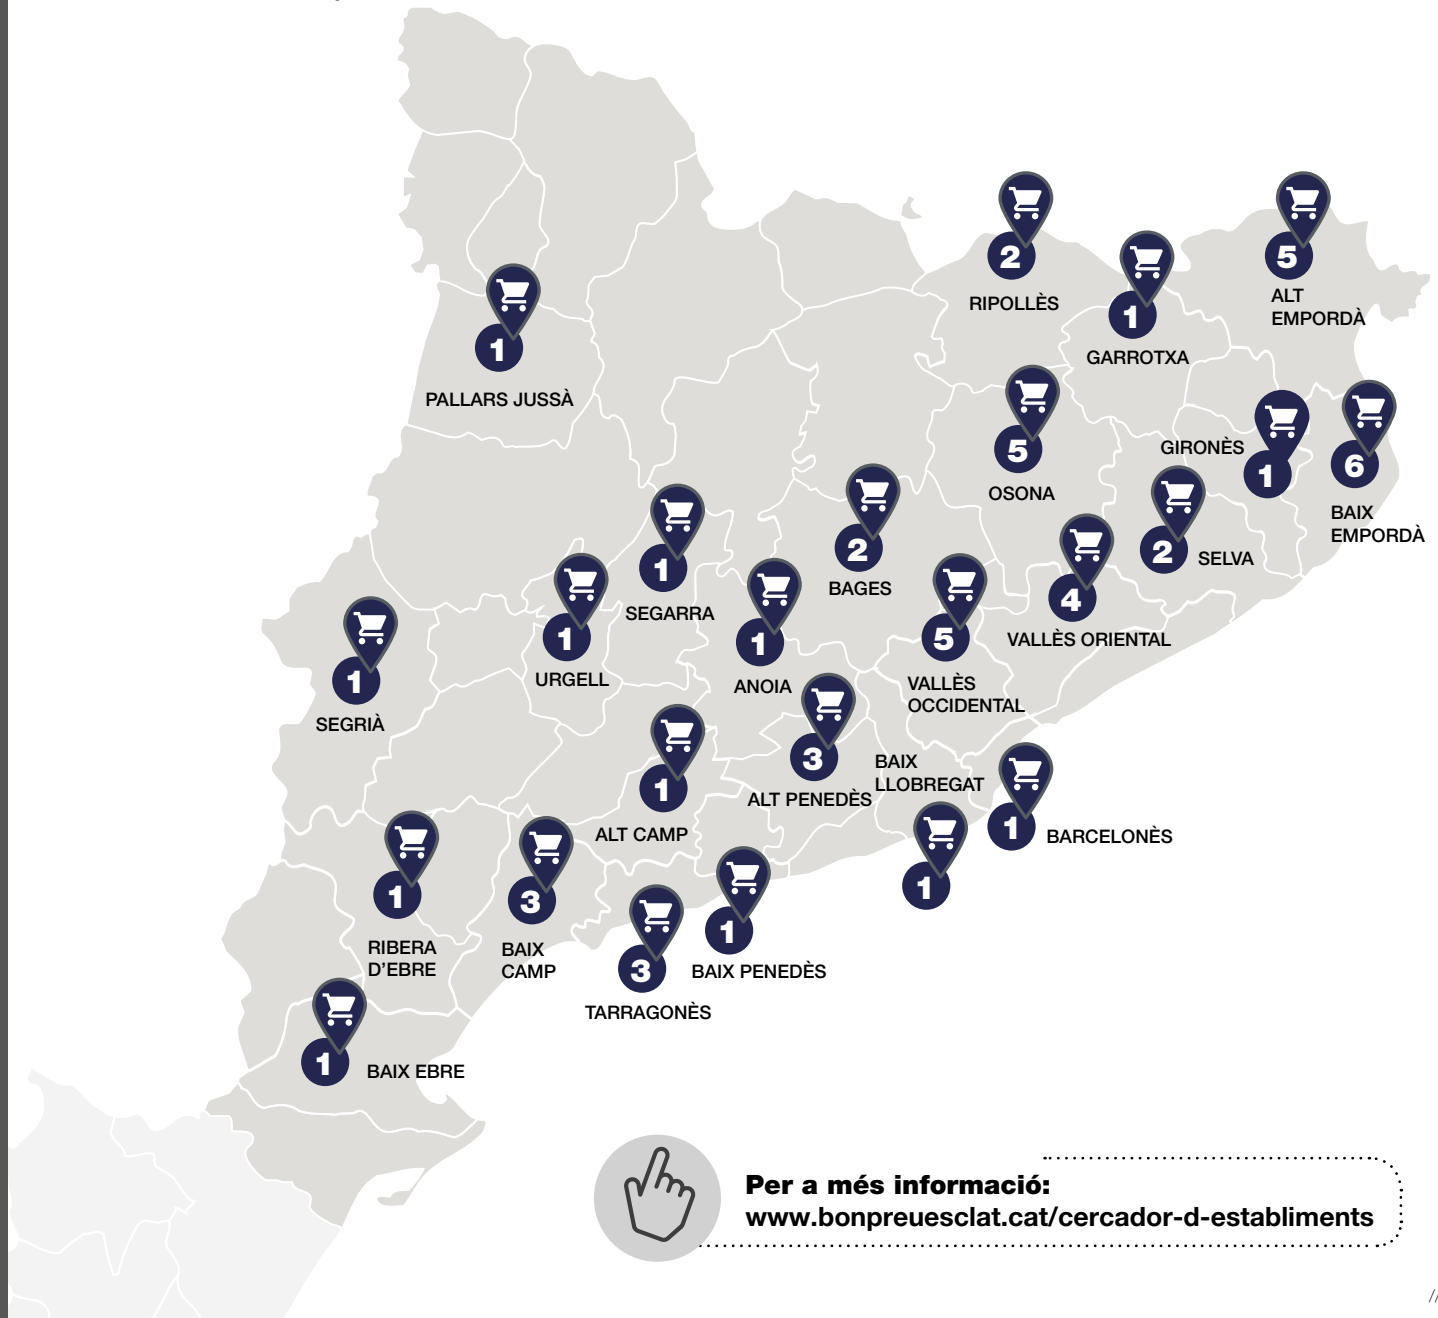 2
RIPOLLÈS
5
ALT
EMPORDÀ
1
GARROTXA
1
PALLARS JUSSÀ
5
OSONA
GIRONÈS
1
6
BAIX
EMPORDÀ
2
SELVA
2
BAGES
1
SEGARRA
4
VALLÈS ORIENTAL
1
URGELL
1
ANOIA
5
VALLÈS
OCCIDENTAL
1
SEGRIÀ
3
ALT PENEDÈS
BAIX
LLOBREGAT
1
1
BARCELONÈS
1
ALT CAMP
1
RIBERA
D'EBRE
3
BAIX
CAMP
1
BAIX PENEDÈS
3
TARRAGONÈS
1
BAIX EBRE
Per a més informació:
www.bonpreuesclat.cat/cercador-d-establiments
//